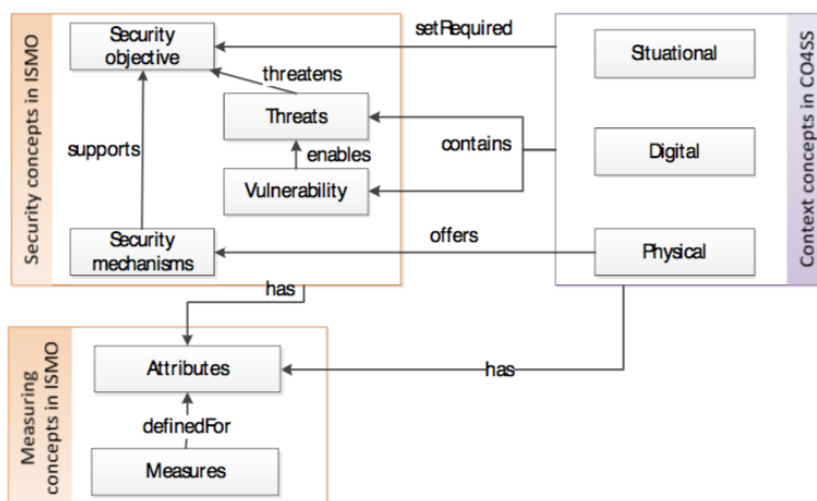 Security concepts in ISMO
Security
objective
setRequired
Situational
threatens
Threats
supports
enables
contains
Digital
Vulnerability
Security
mechanisms
offers
Physical
Context concepts in CO4SS
has
Measuring
concepts in ISMO
Attributes
has
definedFor
Measures